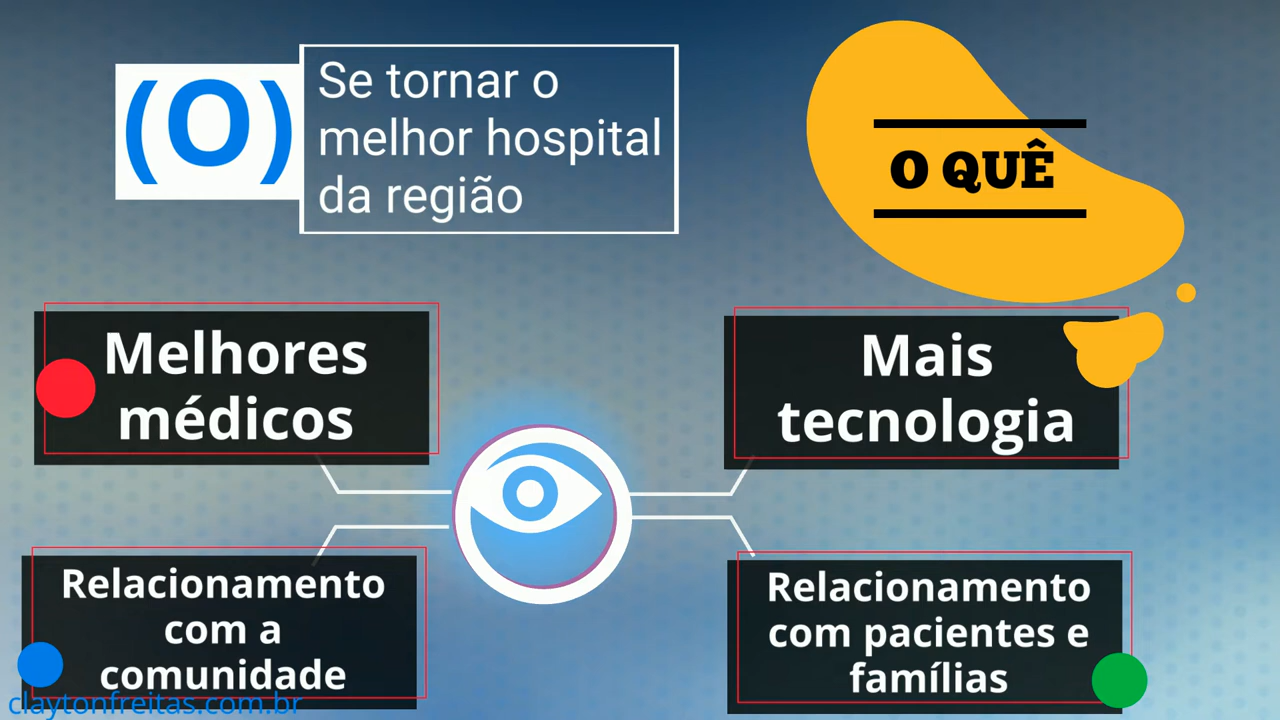 (O)
Se tornar o
melhor hospital
da região
O QUÊ
Melhores
médicos
Mais
tecnologia
Relacionamento
com a
comunidade
Relacionamento
com pacientes e
famílias
claytonfreitas.com.br